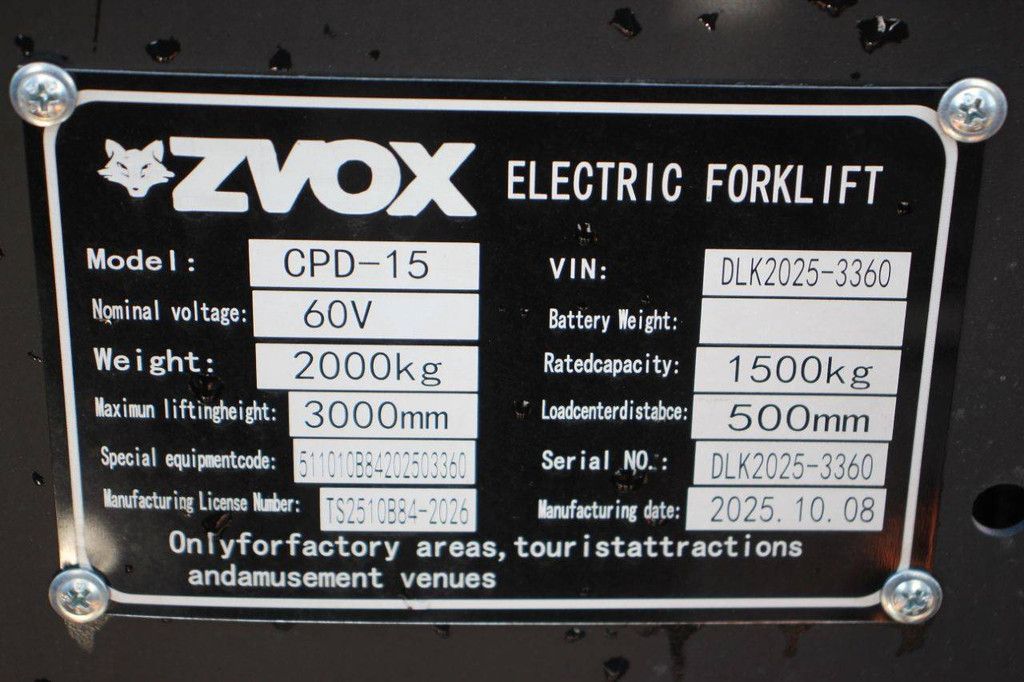 ZVOX ELECTRIC FORKLIFT
Model: CPD-15 VIN: DLK2025-3360
Nominal voltage: 60V Battery Weight:
Weight: 2000kg Ratedcapacity: 1500kg
Maximun liftingheight: 3000mm Loadcenterdistabce: 500mm
Special equipmentcode: 511010B84202503360 Serial NO.: DLK2025-3360
Manufacturing License Number: TS2510B84-2026 Manufacturing date: 2025.10.08
Onlyforfactory areas,touristattractions
andamusement venues